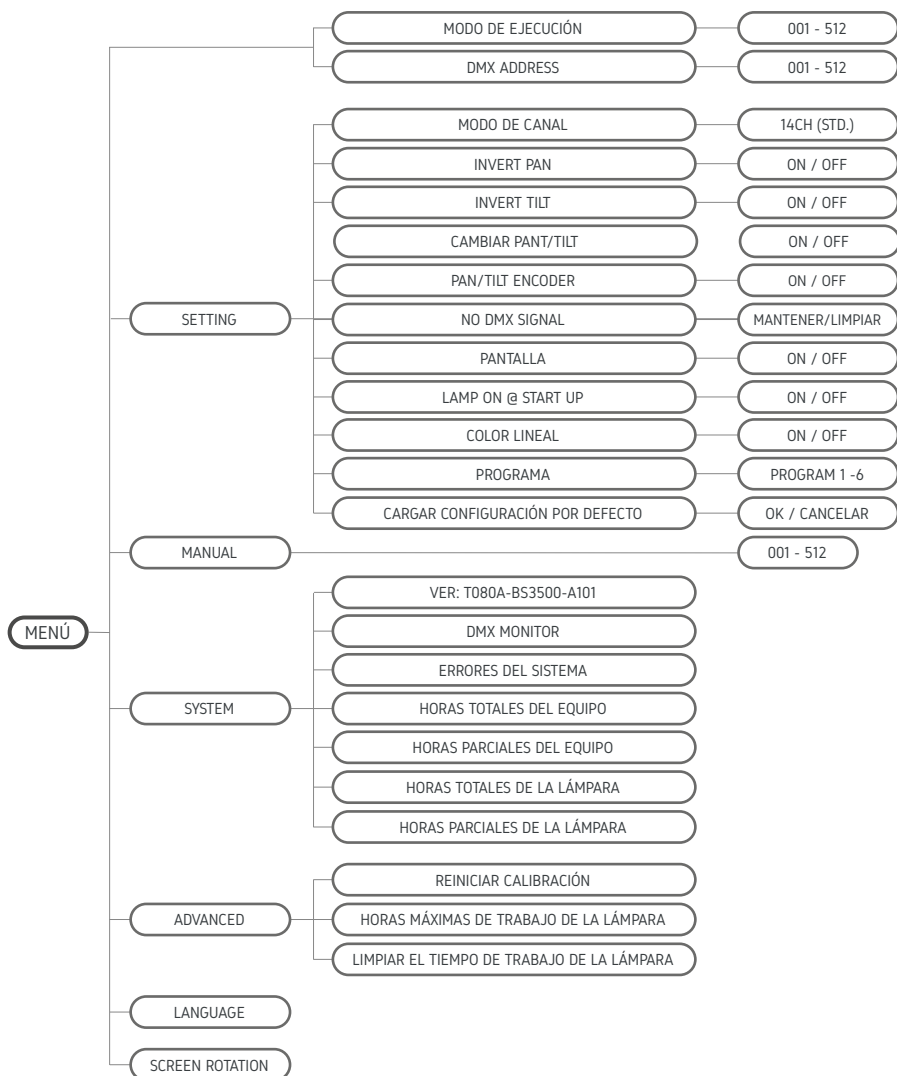 MODO DE EJECUCIÓN 001 - 512
DMX ADDRESS 001 - 512
MODO DE CANAL 14CH (STD.)
INVERT PAN ON / OFF
INVERT TILT ON / OFF
CAMBIAR PANT/TILT ON / OFF
PAN/TILT ENCODER ON / OFF
SETTING NO DMX SIGNAL MANTENER/LIMPIAR
PANTALLA ON / OFF
LAMP ON @ START UP ON / OFF
COLOR LINEAL ON / OFF
PROGRAMA PROGRAM 1 -6
CARGAR CONFIGURACIÓN POR DEFECTO OK / CANCELAR
MANUAL 001 - 512
VER: T080A-BS3500-A101
MENÚ DMX MONITOR
ERRORES DEL SISTEMA
SYSTEM HORAS TOTALES DEL EQUIPO
HORAS PARCIALES DEL EQUIPO
HORAS TOTALES DE LA LÁMPARA
HORAS PARCIALES DE LA LÁMPARA
REINICIAR CALIBRACIÓN
ADVANCED HORAS MÁXIMAS DE TRABAJO DE LA LÁMPARA
LIMPIAR EL TIEMPO DE TRABAJO DE LA LÁMPARA
LANGUAGE
SCREEN ROTATION